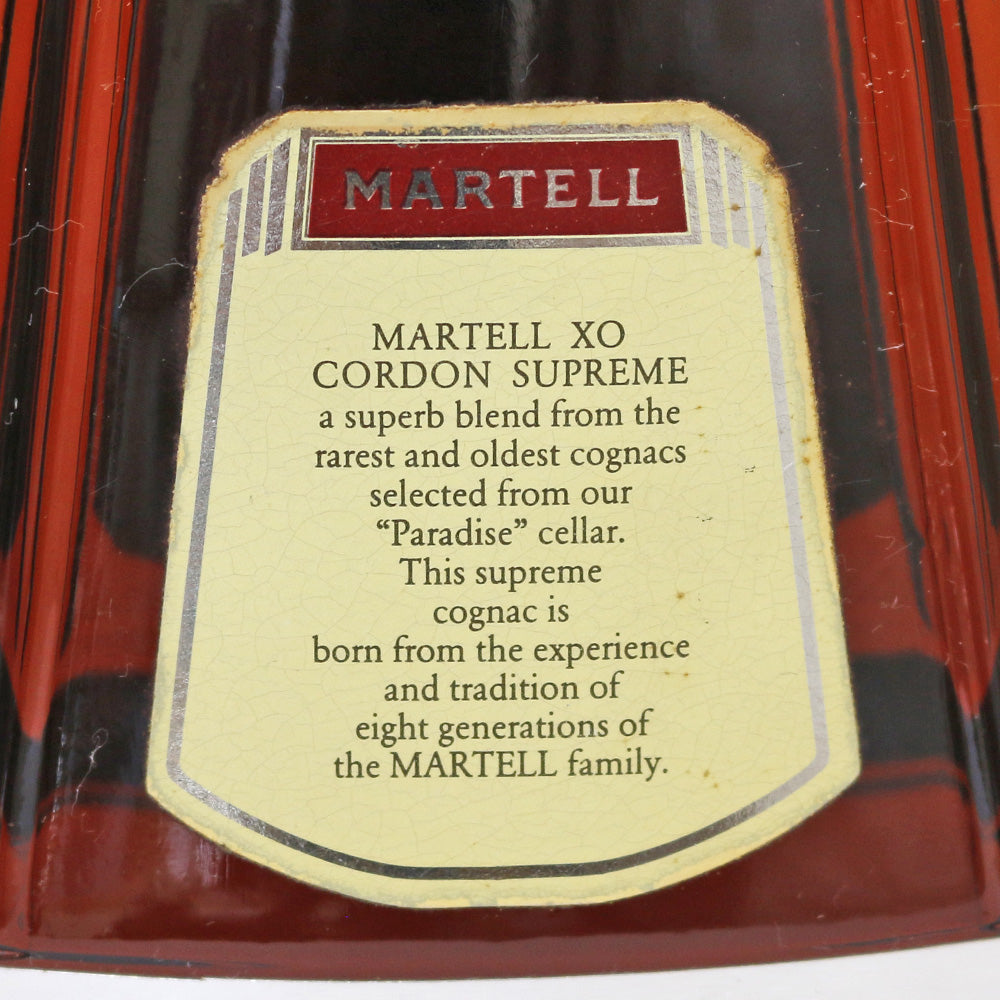 MARTELL
MARTELL XO
CORDON SUPREME
a superb blend from the
rarest and oldest cognacs
selected from our
“Paradise” cellar.
This supreme
cognac is
born from the experience
and tradition of
eight generations of
the MARTELL family.